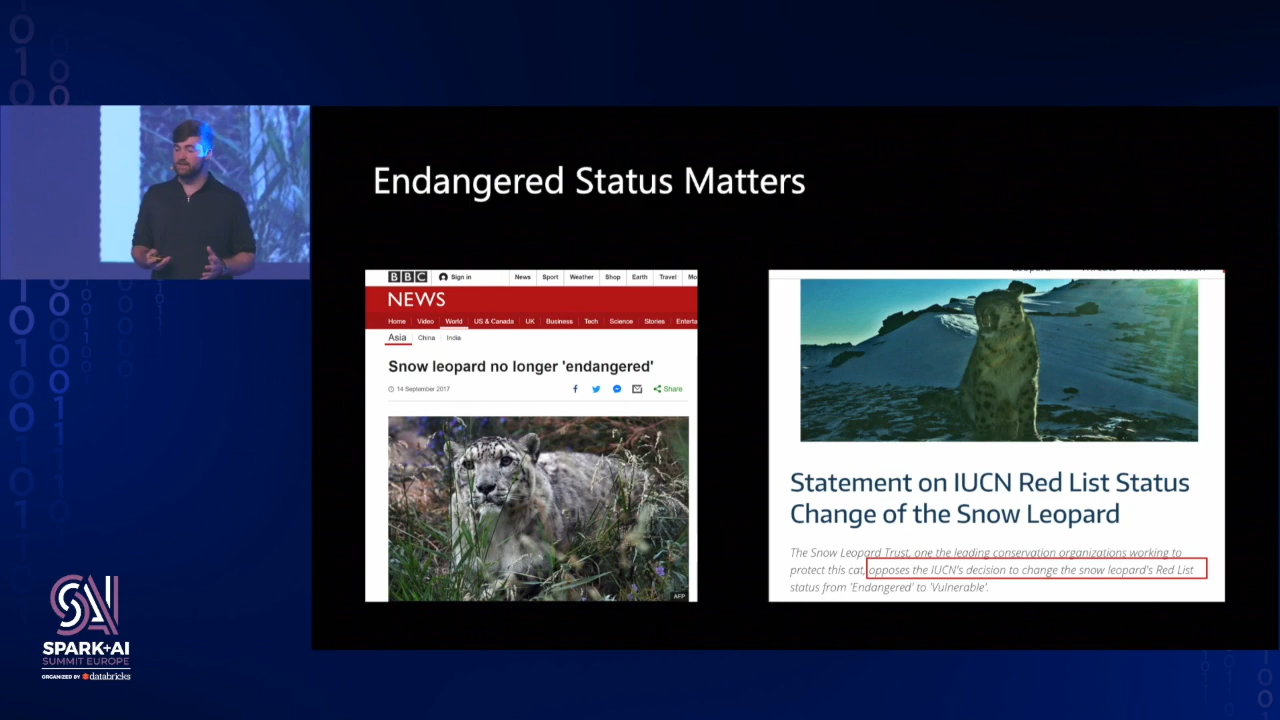 Endangered Status Matters
BBC Sign in News Sport Weather Shop Earth Travel Mo
NEWS
Home Video World US & Canada UK Business Tech Science Stories Enterta
Asia China India
Snow leopard no longer 'endangered'
14 September 2017 Share
AFP
Statement on IUCN Red List Status
Change of the Snow Leopard
The Snow Leopard Trust, one the leading conservation organizations working to
protect this cat, opposes the IUCN's decision to change the snow leopard's Red List
status from 'Endangered' to 'Vulnerable'.
SAI
SPARK+AI
SUMMIT EUROPE
ORGANIZED BY databricks